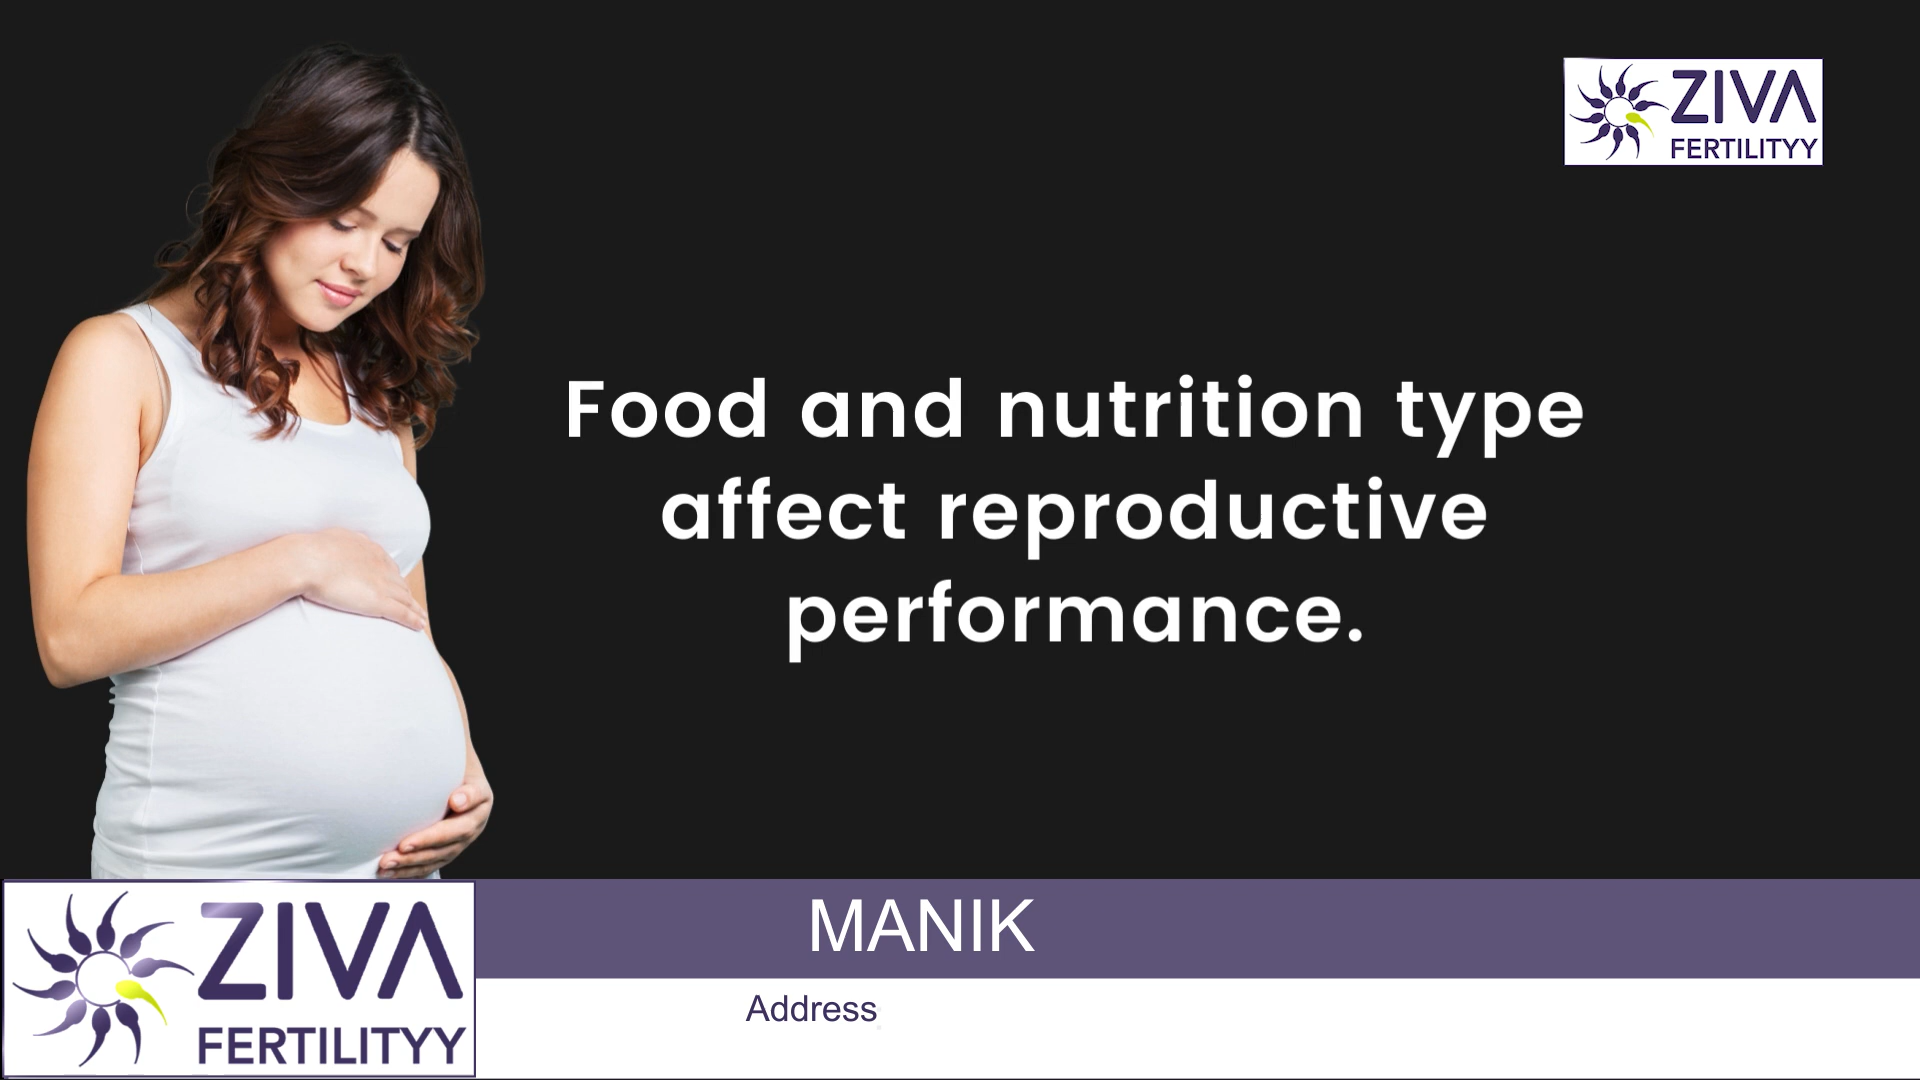 ZIVA
FERTILITYY
Food and nutrition type
affect reproductive
performance.
ZIVA
FERTILITYY
MANIK
Address